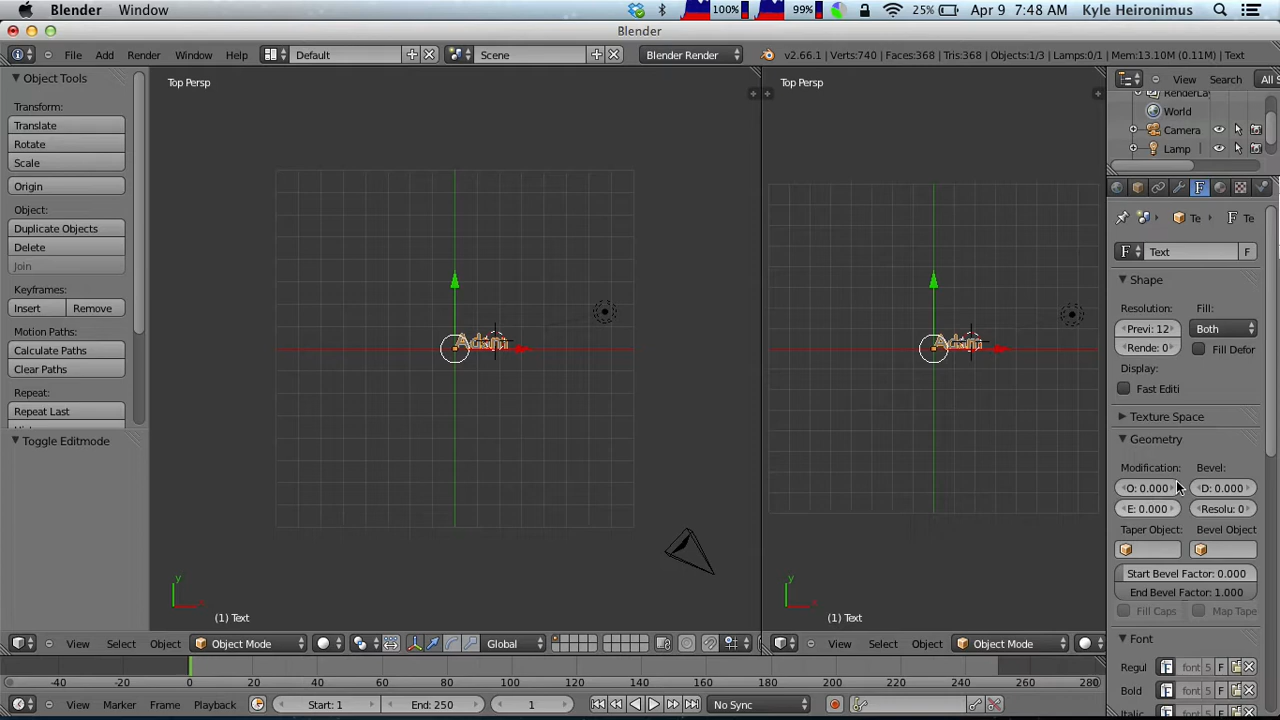 Blender Window 100% 99% 25% Apr 9 7:48 AM Kyle Heironimus
Blender
File Add Render Window Help Default Scene Blender Render v2.66.1 | Verts:740 | Faces:368 | Tris:368 | Objects:1/3 | Lamps:0/1 | Mem:13.10M (0.11M) | Text
Object Tools
Transform:
Translate
Rotate
Scale
Origin
Object:
Duplicate Objects
Delete
Join
Keyframes:
Insert Remove
Motion Paths:
Calculate Paths
Clear Paths
Repeat:
Repeat Last
Toggle Editmode
Top Persp
Adam
y
(1) Text
View Select Object Object Mode Global
Top Persp
Adam
y
(1) Text
View Select Object Object Mode
View Search All S
RenderLay
World
Camera
Lamp
Te F Te
F Text F
Shape
Resolution: Fill:
Previ: 12 Both
Rende: 0 Fill Defor
Display:
Fast Editi
Texture Space
Geometry
Modification: Bevel:
O: 0.000 D: 0.000
E: 0.000 Resolu: 0
Taper Object: Bevel Object
Start Bevel Factor: 0.000
End Bevel Factor: 1.000
Fill Caps Map Tape
Font
Regul font 5 F
Bold font 5 F
Italic
-40 -20 0 20 40 60 80 100 120 140 160 180 200 220 240 260 280
View Marker Frame Playback Start: 1 End: 250 1 No Sync